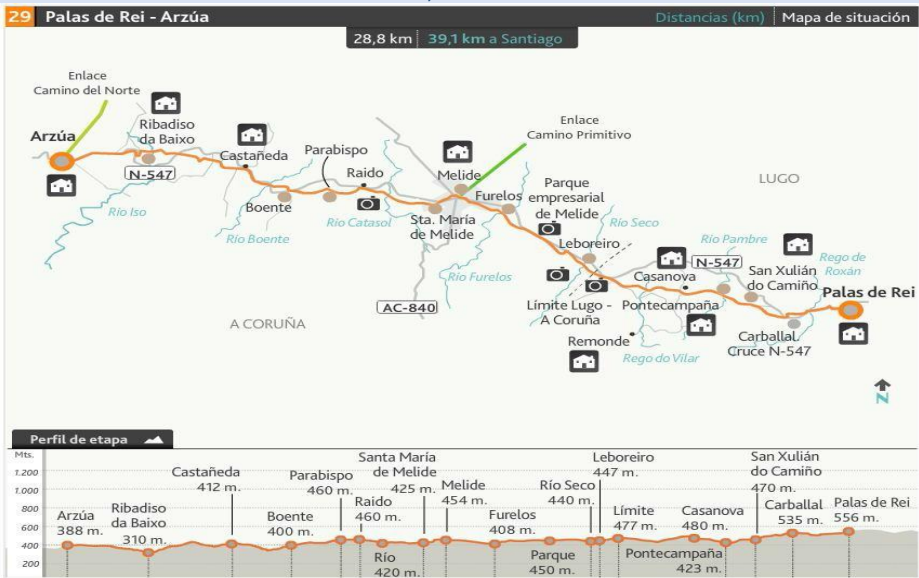 29 Palas de Rei - Arzúa
Distancias (km) Mapa de situación
28,8 km 39,1 km a Santiago
Enlace
Camino del Norte
Arzúa
Ribadiso
da Baixo
N-547
Castañeda
Río Iso
Boente
Río Boente
Parabispo
Raido
Río Catasol
Melide
Sta. María
de Melide
Enlace
Camino Primitivo
Furelos
Río Furelos
AC-840
A CORUÑA
LUGO
Parque
empresarial
de Melide
Leboreiro
Río Seco
Límite Lugo -
A Coruña
Remonde
Casanova
Pontecampaña
Rego do Vilar
N-547
Río Pambre
San Xulián
do Camiño
Rego de
Roxán
Palas de Rei
Carballal.
Cruce N-547
N
Perfil de etapa
Mts.
1.200
1.000
800
600
400
200
Arzúa
388 m.
Ribadiso
da Baixo
310 m.
Castañeda
412 m.
Boente
400 m.
Parabispo
460 m.
Raido
460 m.
Río
420 m.
Santa María
de Melide
425 m.
Melide
454 m.
Furelos
408 m.
Parque
450 m.
Río Seco
440 m.
Leboreiro
447 m.
Límite
477 m.
Casanova
480 m.
Pontecampaña
423 m.
San Xulián
do Camiño
470 m.
Carballal
535 m.
Palas de Rei
556 m.